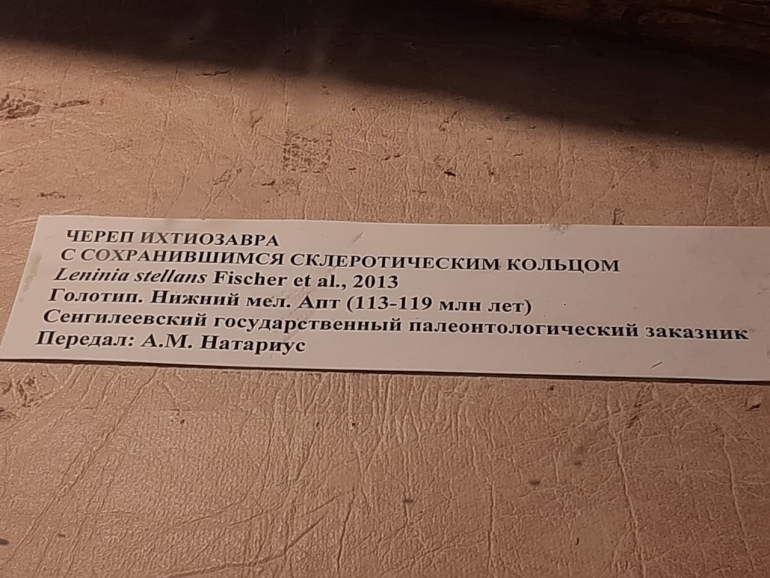 ЧЕРЕП ИХТИОЗАВРА
С СОХРАНИВШИМСЯ СКЛЕРОТИЧЕСКИМ КОЛЬЦОМ
Leninia stellans Fischer et al., 2013
Голотип. Нижний мел. Апт (113-119 млн лет)
Сенгилеевский государственный палеонтологический заказник
Передал: А.М. Натариус